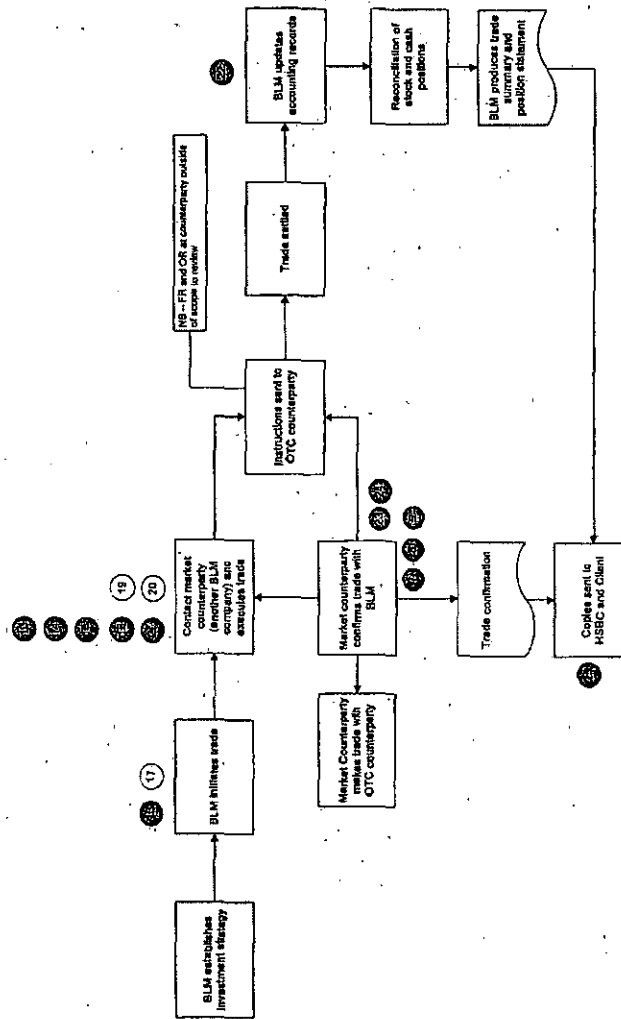 BLM establishes
investment strategy
BLM initiates trade
17
Contact market
counterparty
(another BLM
company) and
executes trade
19
20
Market counterparty
confirms trade with
BLM
Market Counterparty
makes trade with
OTC counterparty
Trade confirmation
Copies sent to
HSBC and Client
Instructions sent to
OTC counterparty
NB -- FR and OR at counterparty outside
of scope to review
Trade settled
BLM updates
accounting records
Reconciliation of
stock and cash
positions
BLM produces trade
summary and
position statement